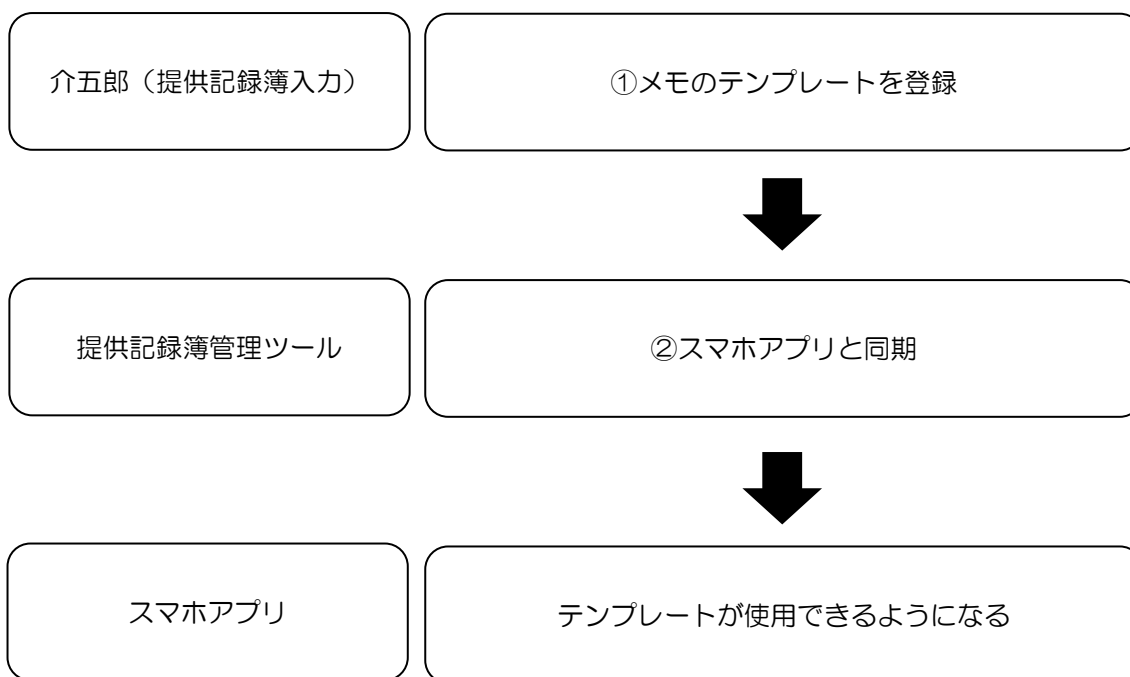 介五郎（提供記録簿入力）
①メモのテンプレートを登録
提供記録簿管理ツール
②スマホアプリと同期
スマホアプリ
テンプレートが使用できるようになる